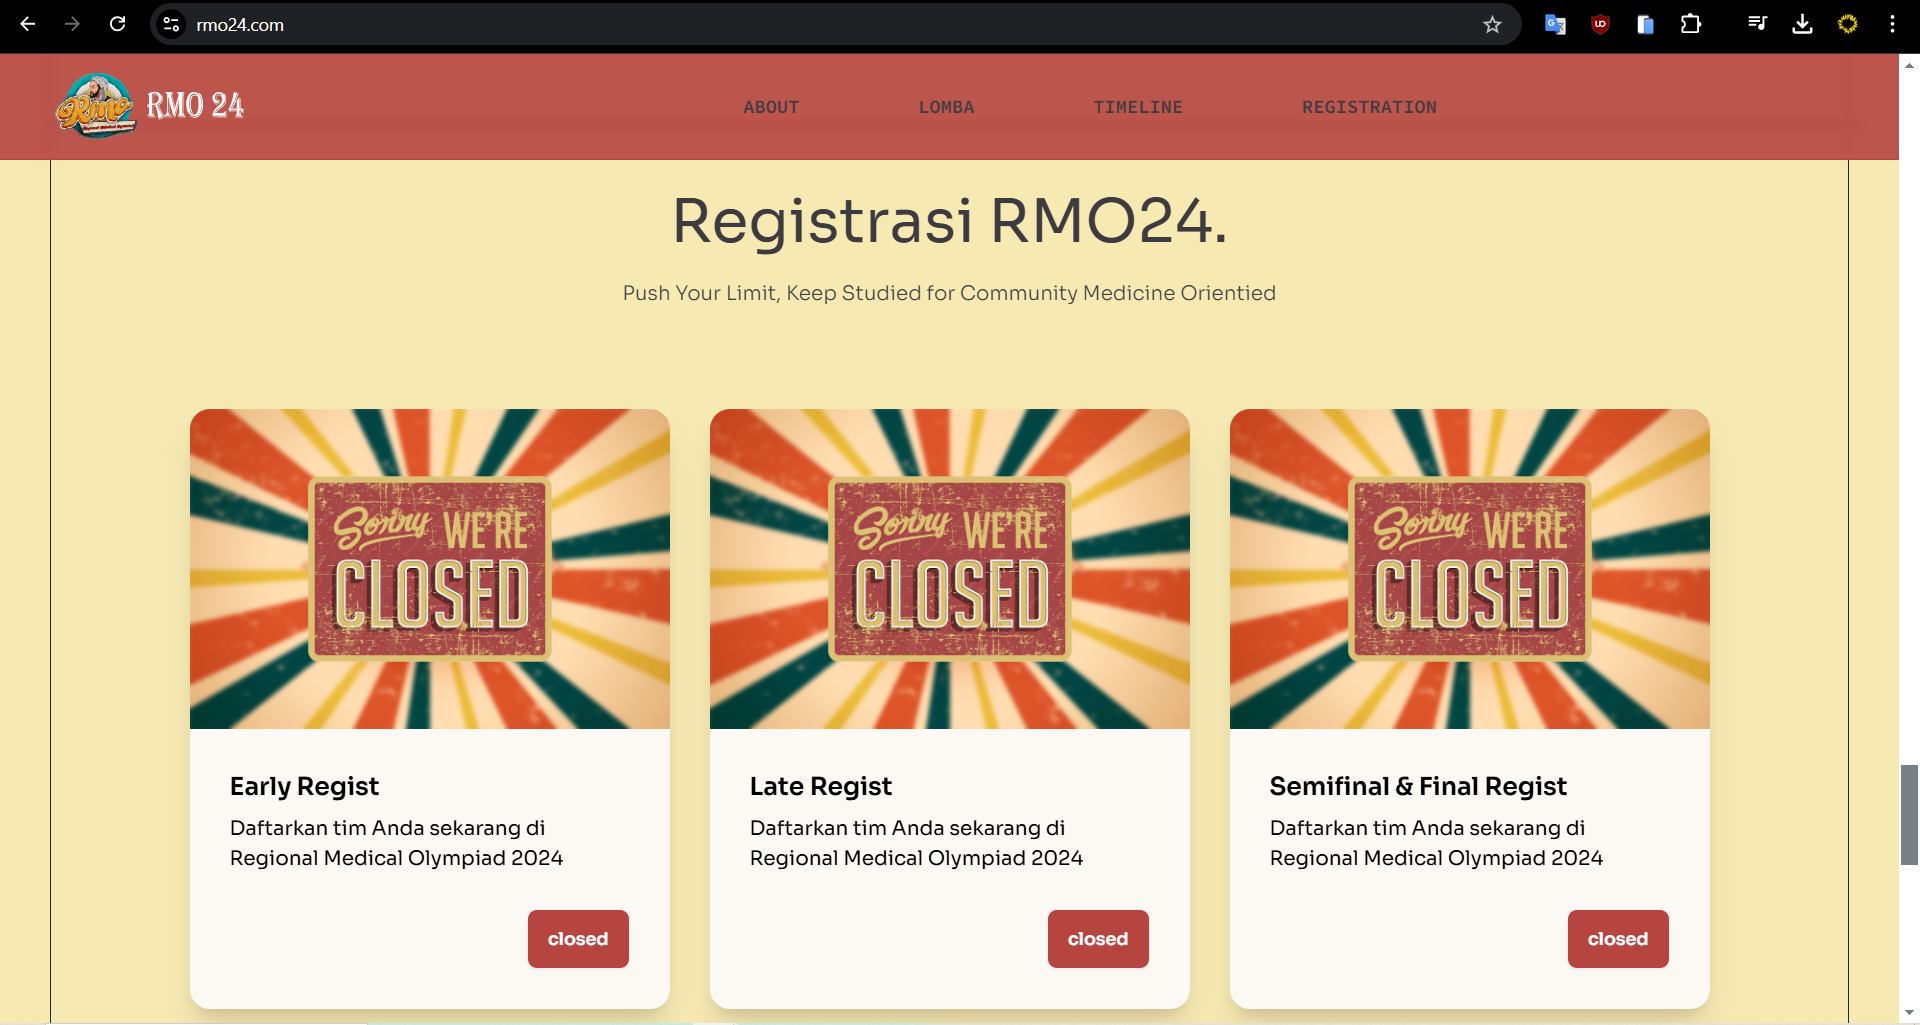 rmo24.com
Rmo
RMO 24
ABOUT
LOMBA
TIMELINE
REGISTRATION
Registrasi RMO24.
Push Your Limit, Keep Studied for Community Medicine Orientied
Sorry WE'RE
CLOSED
Early Regist
Daftarkan tim Anda sekarang di
Regional Medical Olympiad 2024
closed
Sorry WE'RE
CLOSED
Late Regist
Daftarkan tim Anda sekarang di
Regional Medical Olympiad 2024
closed
Sorry WE'RE
CLOSED
Semifinal & Final Regist
Daftarkan tim Anda sekarang di
Regional Medical Olympiad 2024
closed